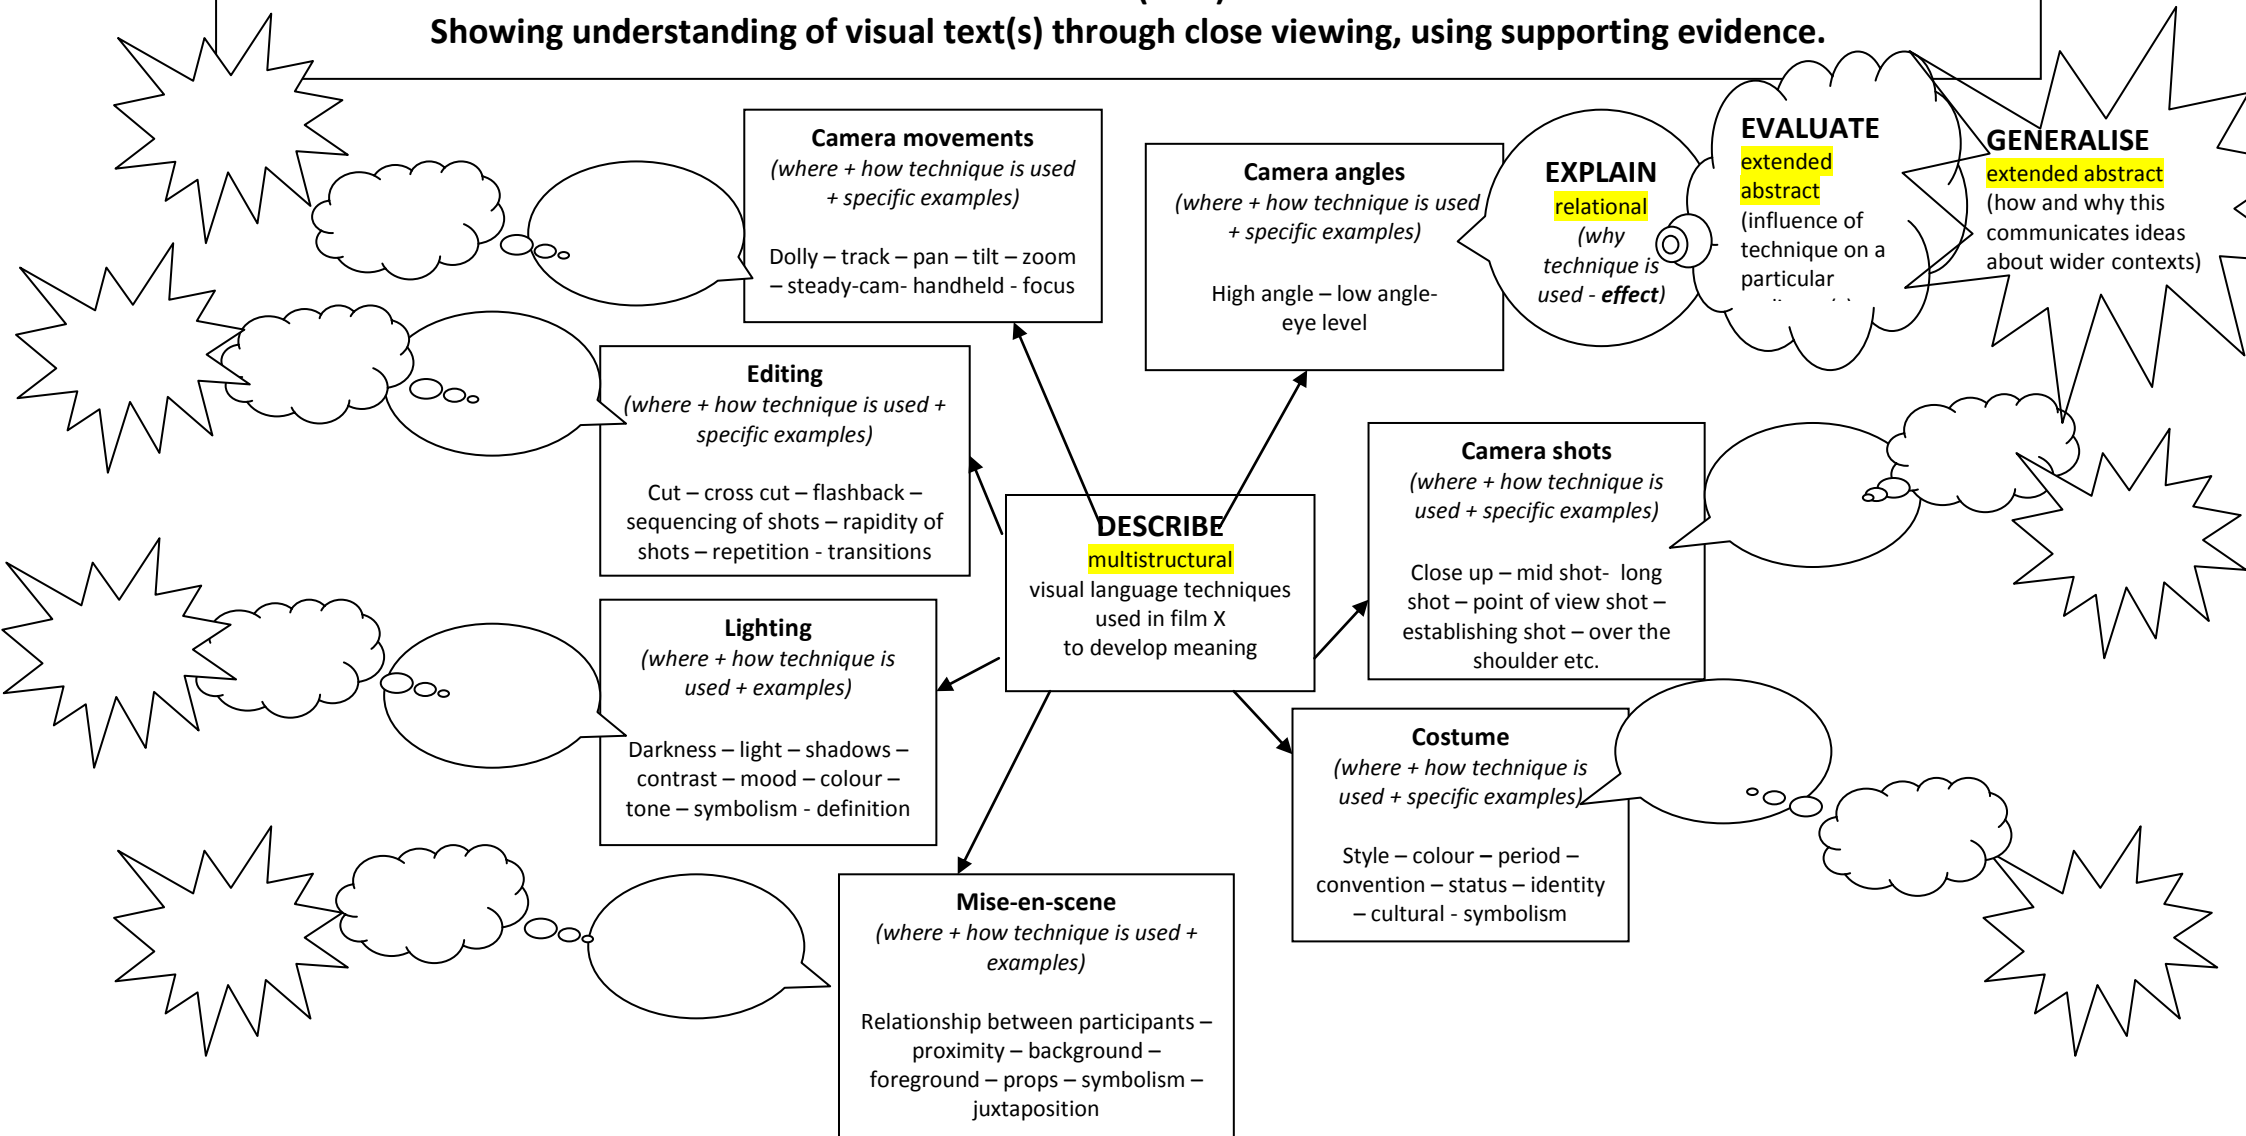 Showing understanding of visual text(s) through close viewing, using supporting evidence.
Camera movements
(where + how technique is used
+ specific examples)
Dolly – track – pan – tilt – zoom
– steady-cam- handheld - focus
Camera angles
(where + how technique is used
+ specific examples)
High angle – low angle-
eye level
EXPLAIN
relational
(why
technique is
used - effect)
EVALUATE
extended
abstract
(influence of
technique on a
particular
GENERALISE
extended abstract
(how and why this
communicates ideas
about wider contexts)
Editing
(where + how technique is used +
specific examples)
Cut – cross cut – flashback –
sequencing of shots – rapidity of
shots – repetition - transitions
DESCRIBE
multistructural
visual language techniques
used in film X
to develop meaning
Camera shots
(where + how technique is
used + specific examples)
Close up – mid shot- long
shot – point of view shot –
establishing shot – over the
shoulder etc.
Lighting
(where + how technique is
used + examples)
Darkness – light – shadows –
contrast – mood – colour –
tone – symbolism - definition
Costume
(where + how technique is
used + specific examples)
Style – colour – period –
convention – status – identity
– cultural - symbolism
Mise-en-scene
(where + how technique is used +
examples)
Relationship between participants –
proximity – background –
foreground – props – symbolism –
juxtaposition